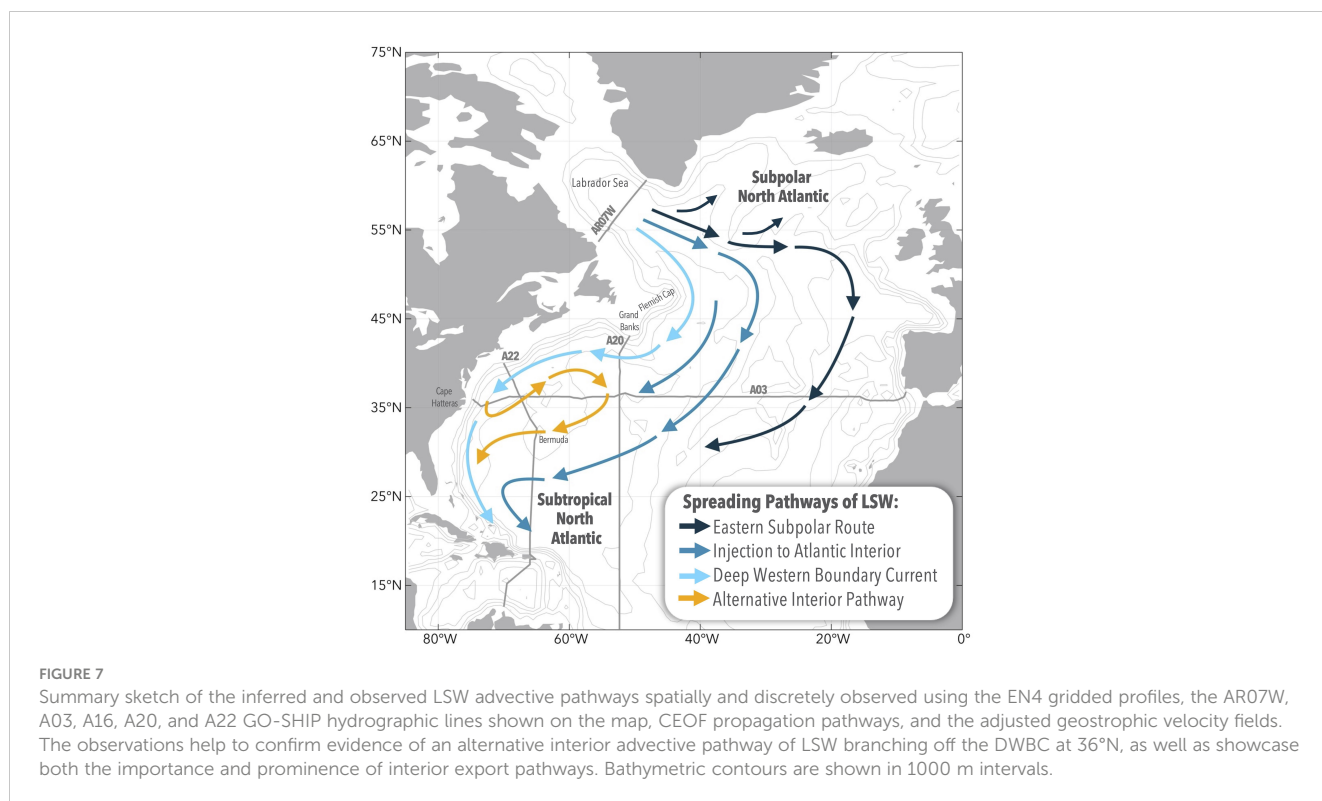 75°N
65°N
55°N
45°N
35°N
25°N
15°N
80°W
60°W
40°W
20°W
0°
Labrador Sea
AR07W
Subpolar
North Atlantic
Flemish Cap
Grand
Banks
A20
A22
A03
Cape
Hatteras
Bermuda
Subtropical
North
Atlantic
Spreading Pathways of LSW:
Eastern Subpolar Route
Injection to Atlantic Interior
Deep Western Boundary Current
Alternative Interior Pathway
FIGURE 7
Summary sketch of the inferred and observed LSW advective pathways spatially and discretely observed using the EN4 gridded profiles, the AR07W,
A03, A16, A20, and A22 GO-SHIP hydrographic lines shown on the map, CEOF propagation pathways, and the adjusted geostrophic velocity fields.
The observations help to confirm evidence of an alternative interior advective pathway of LSW branching off the DWBC at 36°N, as well as showcase
both the importance and prominence of interior export pathways. Bathymetric contours are shown in 1000 m intervals.